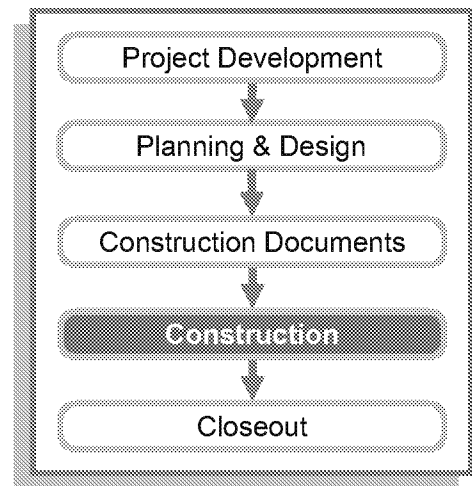 Project Development
Planning & Design
Construction Documents
Construction
Closeout